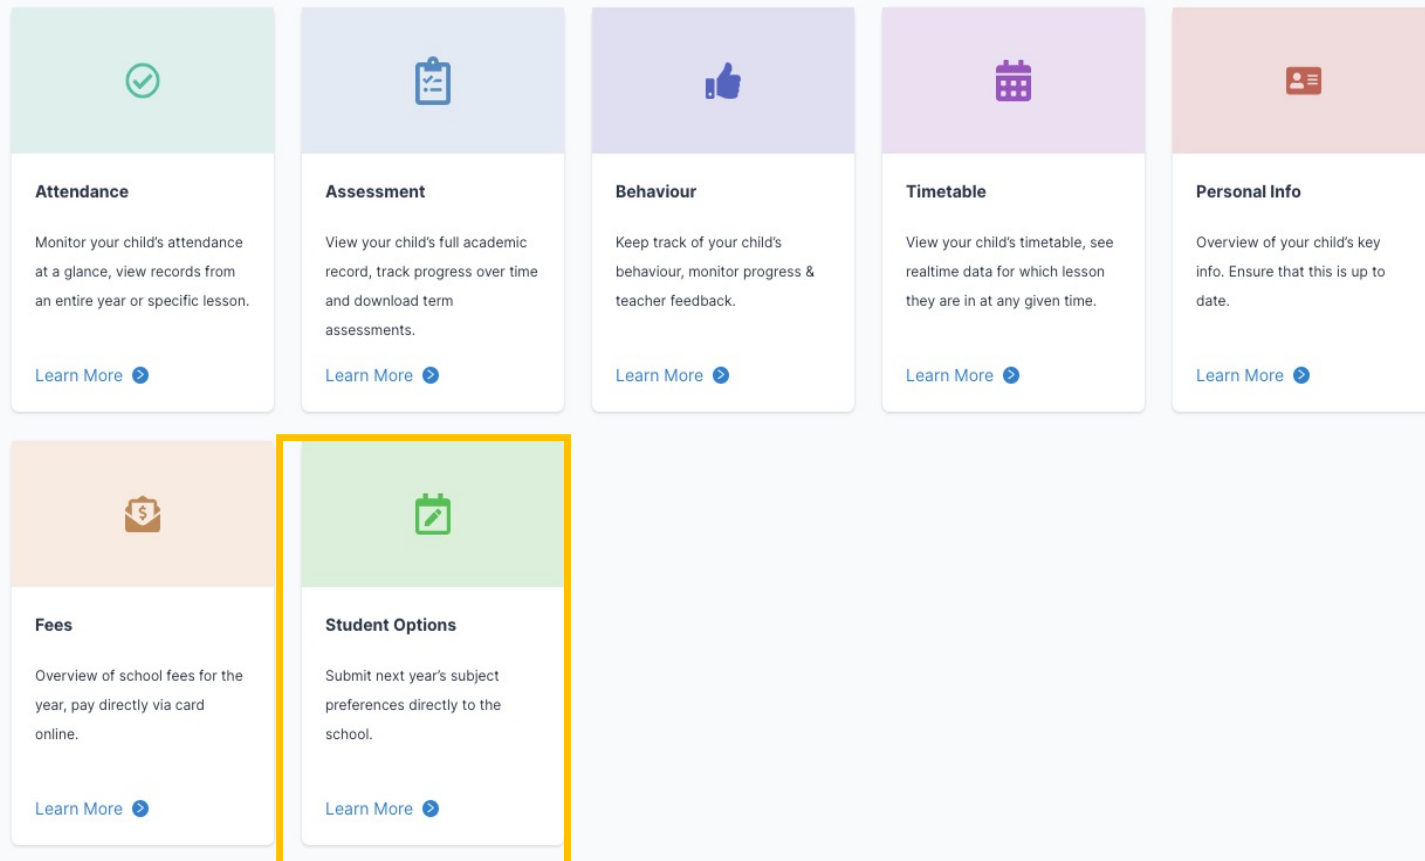 Attendance
Monitor your child's attendance
at a glance, view records from
an entire year or specific lesson.
Learn More
Assessment
View your child's full academic
record, track progress over time
and download term
assessments.
Learn More
Behaviour
Keep track of your child's
behaviour, monitor progress &
teacher feedback.
Learn More
Timetable
View your child's timetable, see
realtime data for which lesson
they are in at any given time.
Learn More
Personal Info
Overview of your child's key
info. Ensure that this is up to
date.
Learn More
Fees
Overview of school fees for the
year, pay directly via card
online.
Learn More
Student Options
Submit next year's subject
preferences directly to the
school.
Learn More